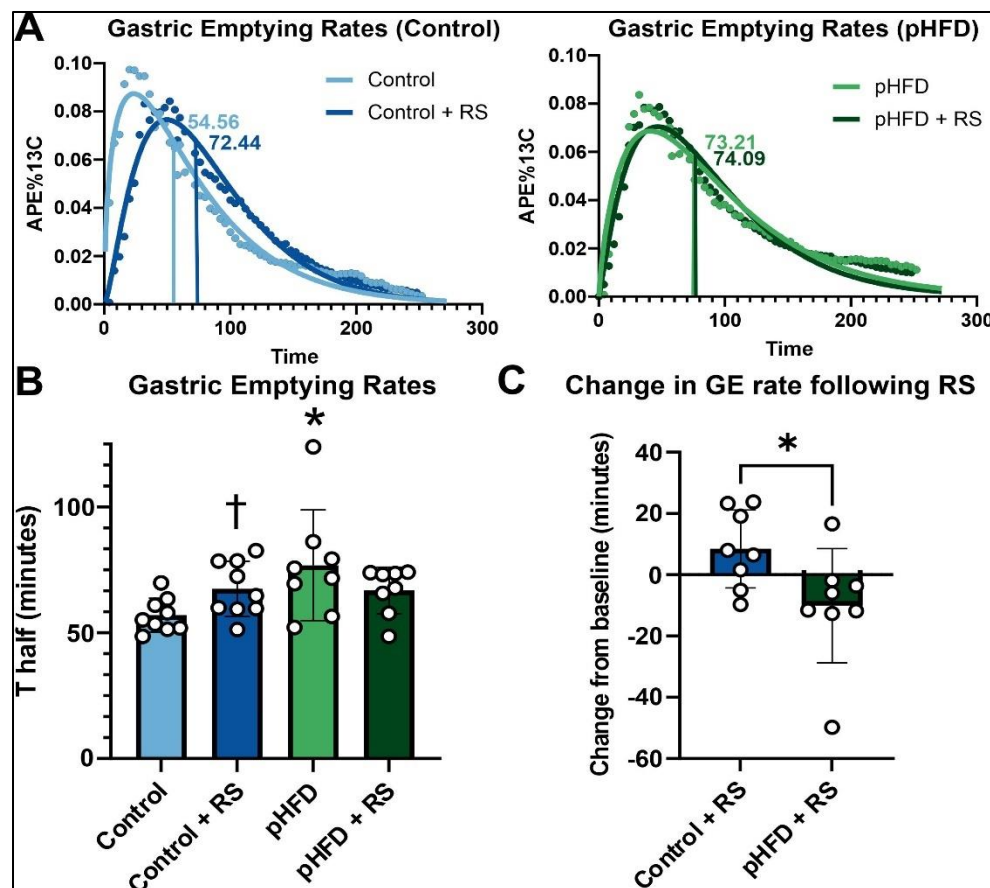 A
Gastric Emptying Rates (Control)
APE%13C
0.10
0.08
0.06
0.04
0.02
0.00
Control
Control + RS
54.56
72.44
0 100 200 300
Time
Gastric Emptying Rates (pHFD)
APE%13C
0.10
0.08
0.06
0.04
0.02
0.00
pHFD
pHFD + RS
73.21
74.09
0 100 200 300
Time
B
Gastric Emptying Rates
T half (minutes)
100
50
0
†
*
Control
Control + RS
pHFD
pHFD + RS
C
Change in GE rate following RS
Change from baseline (minutes)
40
20
0
-20
-40
-60
*
Control + RS
pHFD + RS